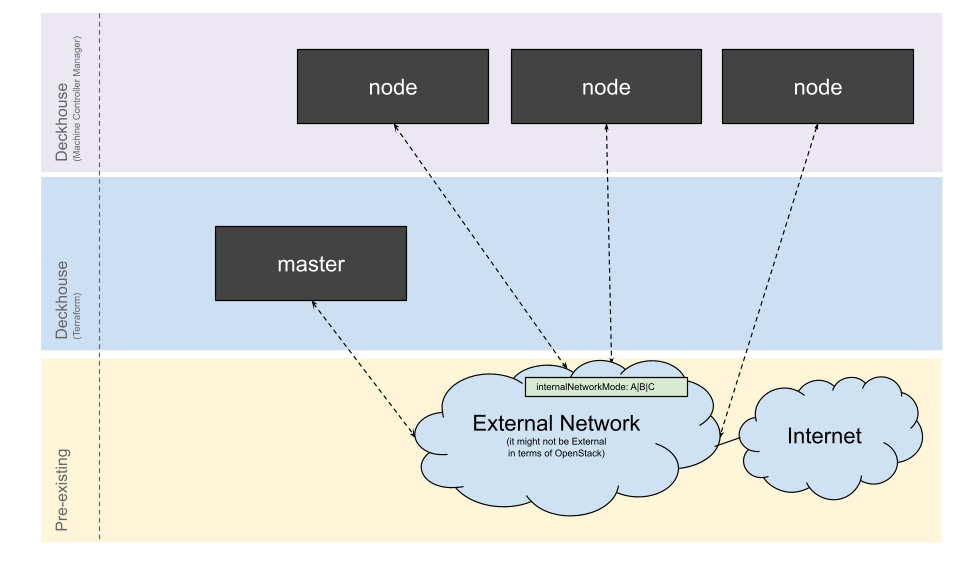 Deckhouse
(Machine Controller Manager)
node
node
node
Deckhouse
(Terraform)
master
Pre-existing
internalNetworkMode: A|B|C
External Network
(it might not be External
in terms of OpenStack)
Internet